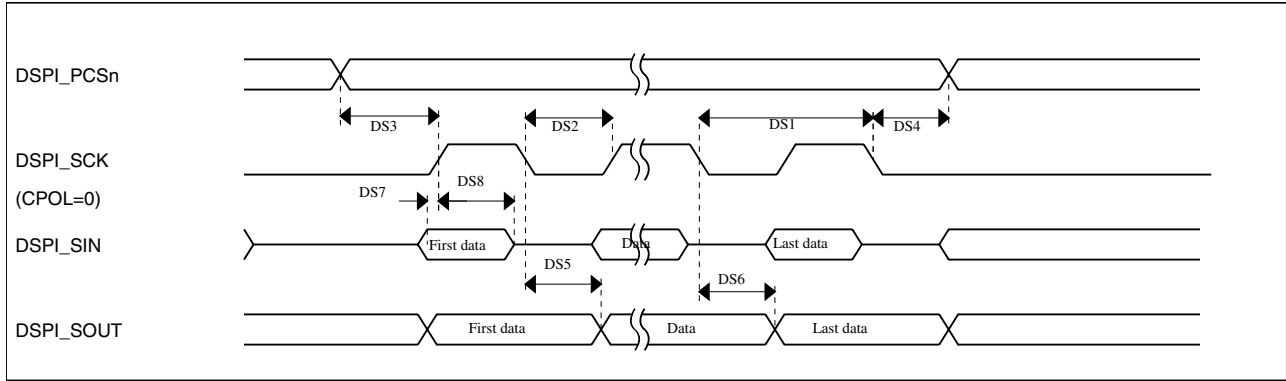 DSPI_PCSn
DS3
DS2
DS1
DS4
DSPI_SCK
(CPOL=0)
DS7
DS8
DSPI_SIN
First data
Data
Last data
DS5
DS6
DSPI_SOUT
First data
Data
Last data